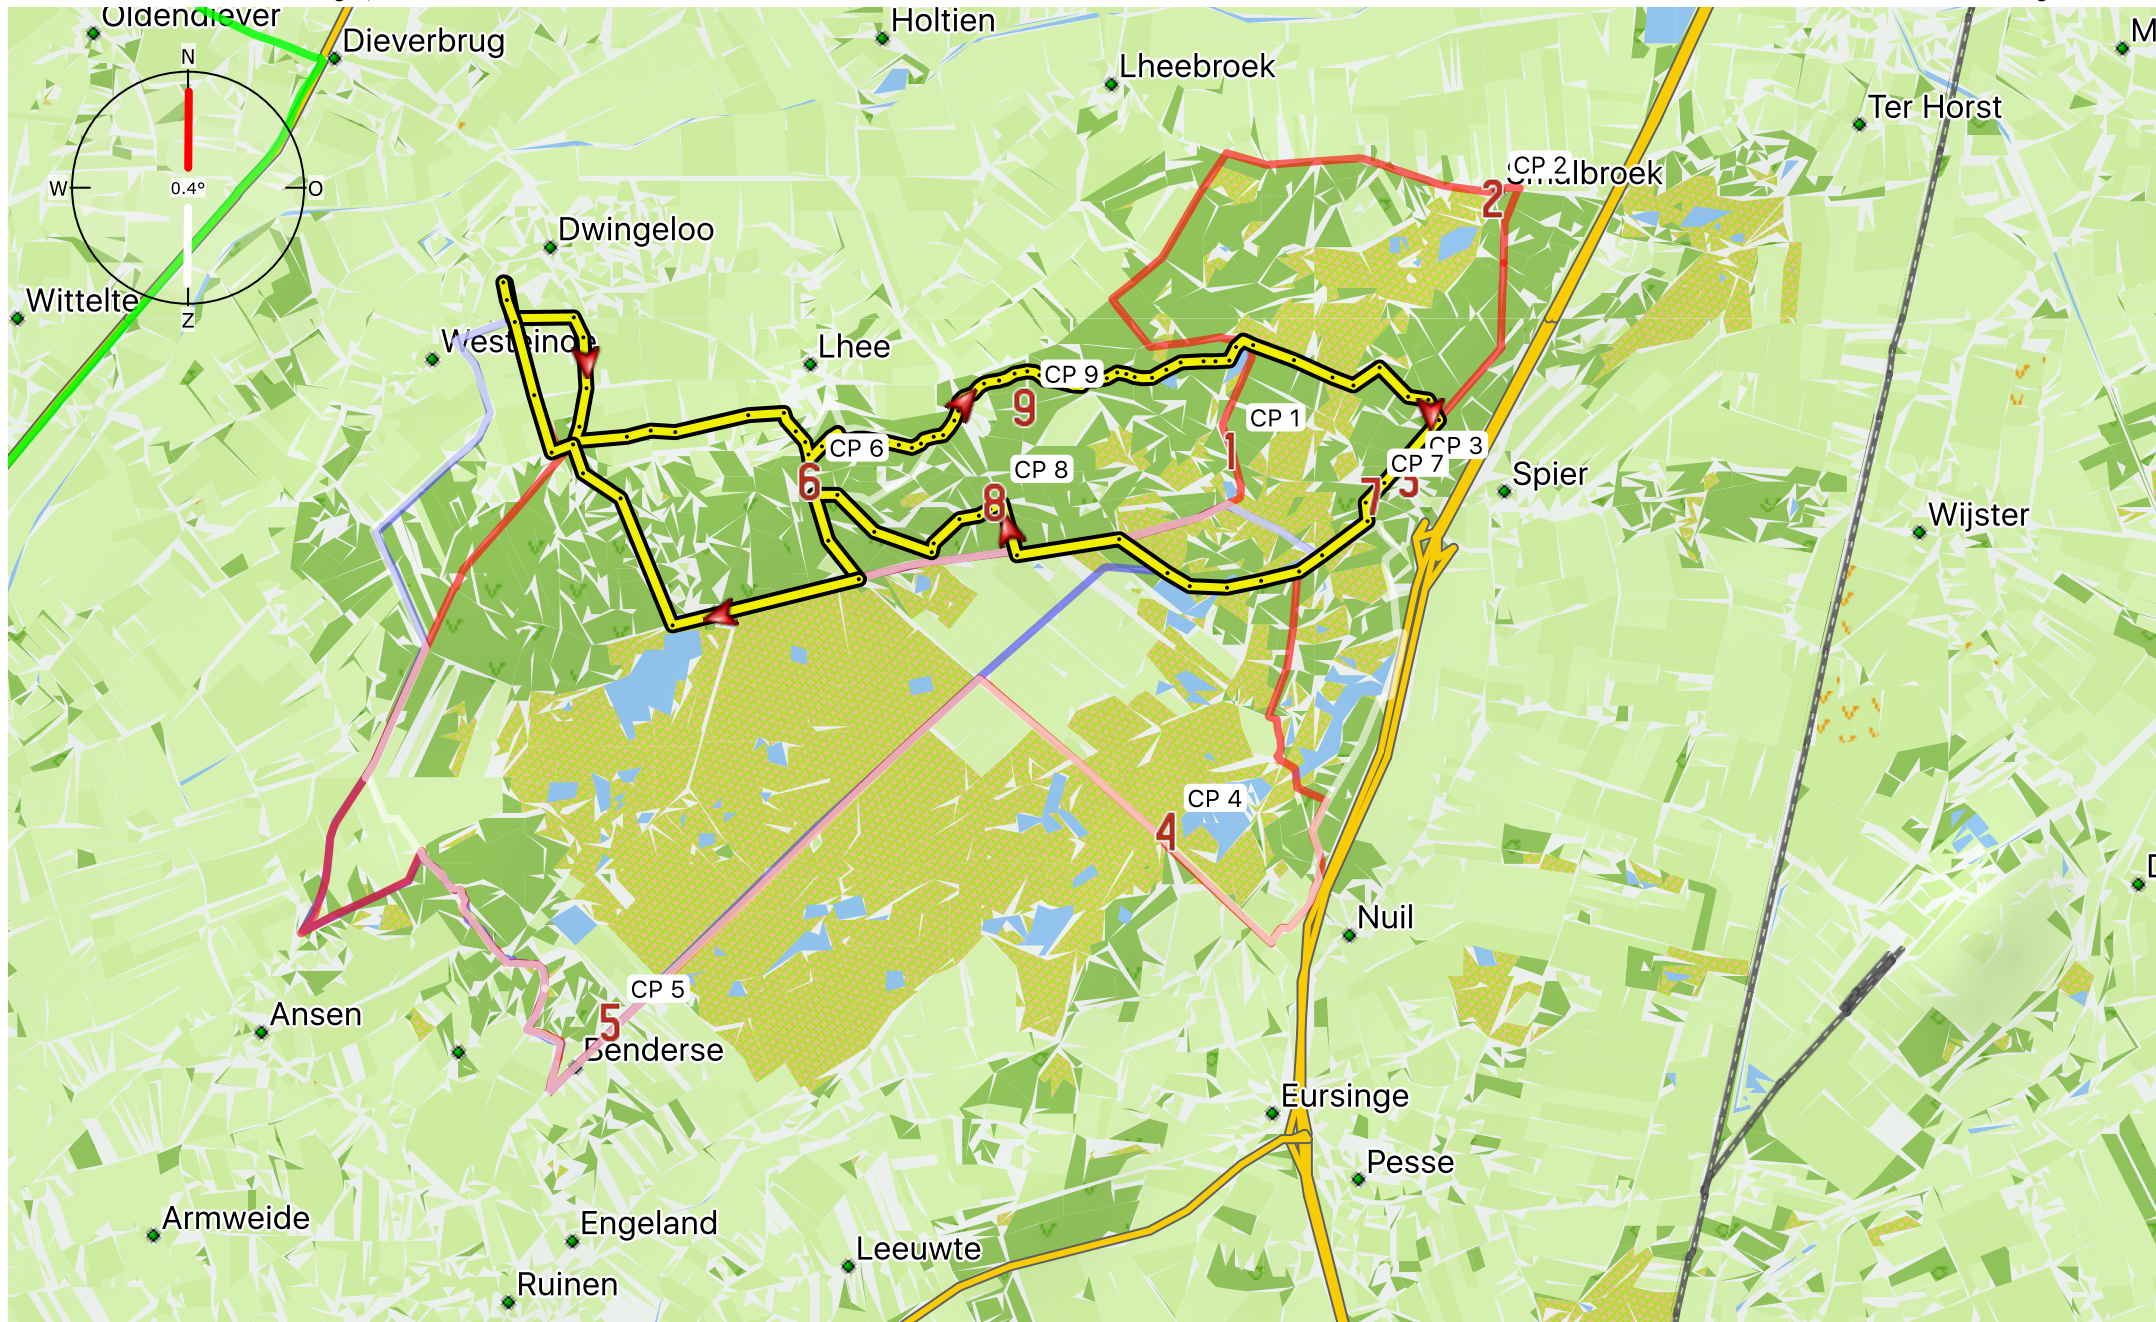 Oldendiever
Dieverbrug
Holtien
Lheebroek
Ter Horst
N
W
0.4°
O
Z
CP 2
2
Dwingeloo
Wittelte
Westeinde
Lhee
CP 9
9
CP 1
1
CP 6
6
CP 8
8
CP 3
CP 7
7
3
Spier
Wijster
CP 4
4
Nuil
CP 5
5
Ansen
Benderse
Eursinge
Pesse
Armweide
Engeland
Leeuwte
Ruinen